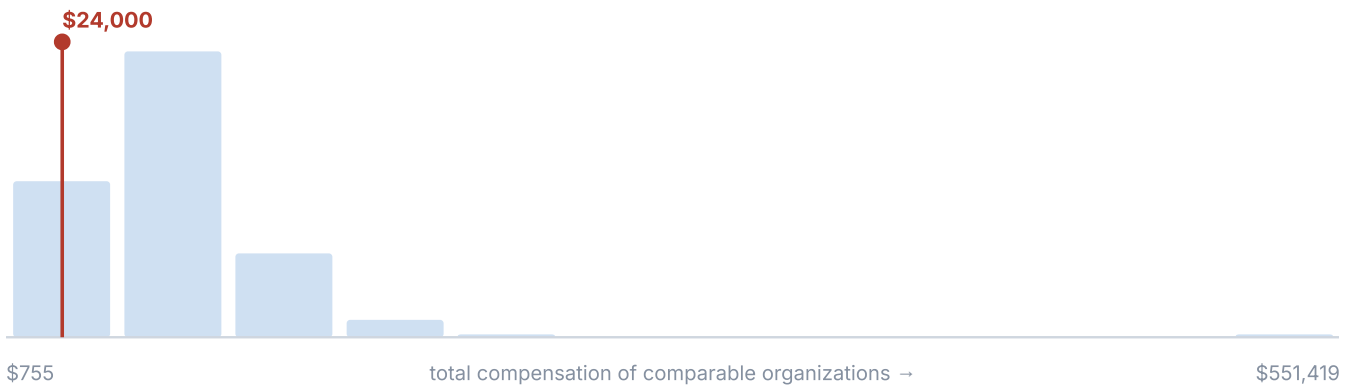 $24,000
$755 total compensation of comparable organizations → $551,419